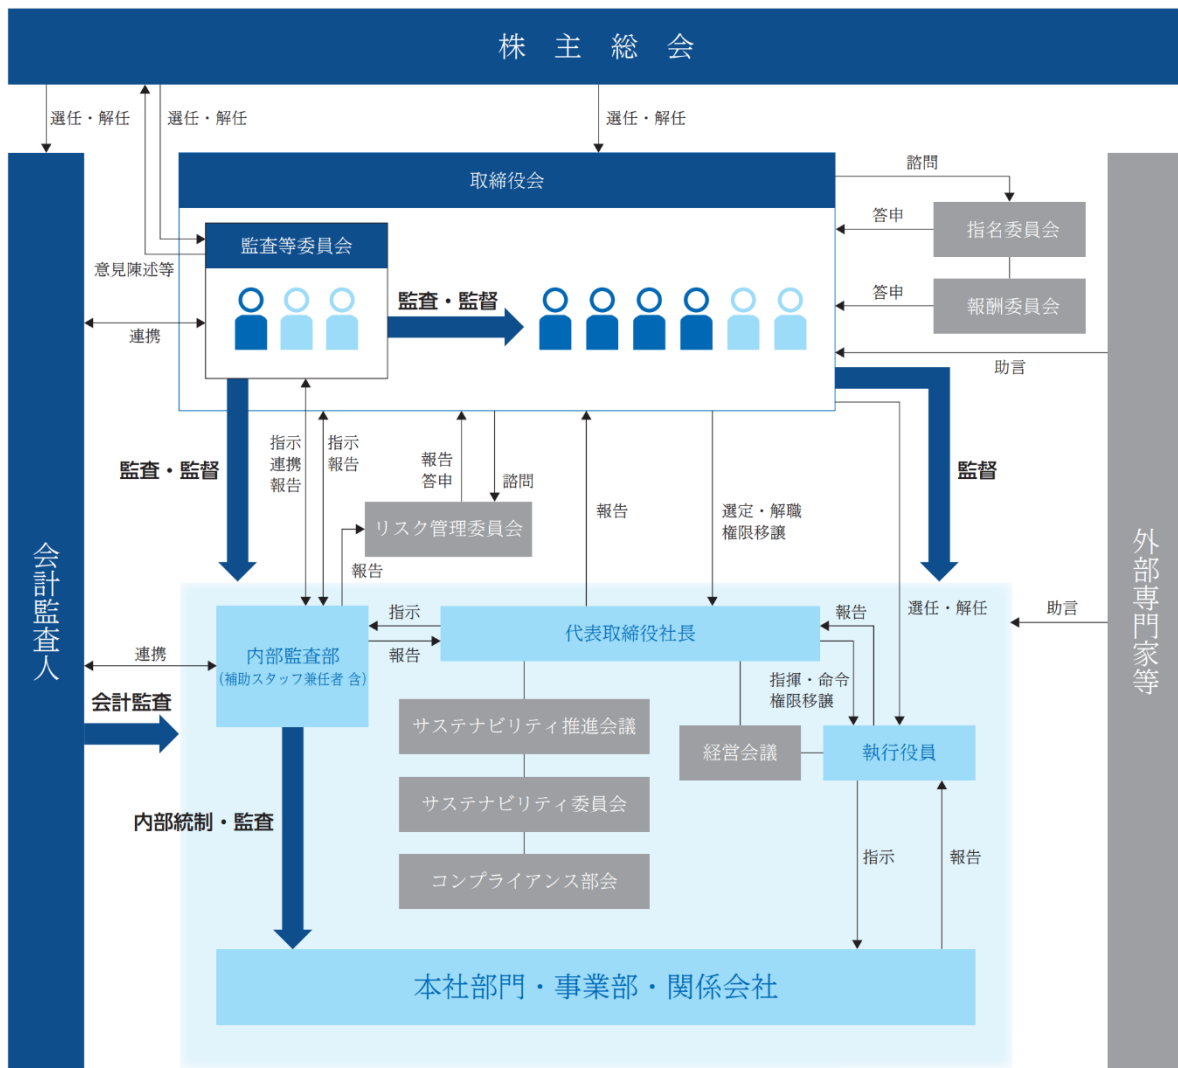 株主総会
選任・解任
選任・解任
選任・解任
取締役会
諮問
答申
指名委員会
監査等委員会
意見陳述等
監査・監督
答申
報酬委員会
連携
助言
監査・監督
指示
連携
報告
指示
報告
報告
答申
諮問
報告
選定・解職
権限移譲
監督
リスク管理委員会
報告
会計監査人
外部専門家等
指示
代表取締役社長
報告
選任・解任
助言
内部監査部
(補助スタッフ兼任者 含)
報告
連携
指揮・命令
権限移譲
会計監査
サステナビリティ推進会議
経営会議
執行役員
サステナビリティ委員会
内部統制・監査
指示
報告
コンプライアンス部会
本社部門・事業部・関係会社